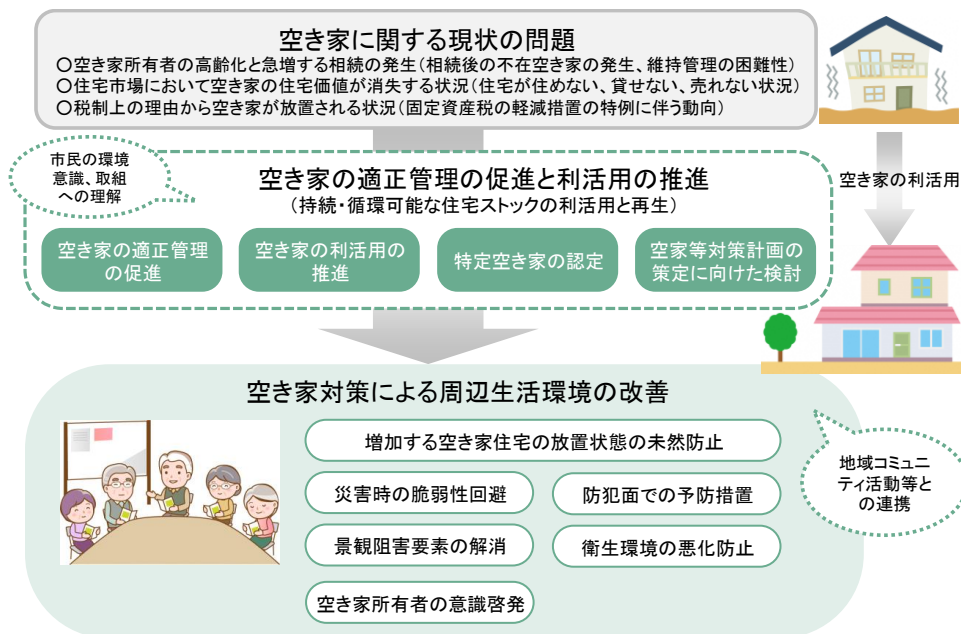 空き家に関する現状の問題
〇空き家所有者の高齢化と急増する相続の発生(相続後の不在空き家の発生、維持管理の困難性)
〇住宅市場において空き家の住宅価値が消失する状況(住宅が住めない、貸せない、売れない状況)
〇税制上の理由から空き家が放置される状況(固定資産税の軽減措置の特例に伴う動向)
市民の環境
意識、取組
への理解
空き家の適正管理の促進と利活用の推進
(持続・循環可能な住宅ストックの利活用と再生)
空き家の利活用
空き家の適正管理
の促進
空き家の利活用の
推進
特定空き家の認定
空家等対策計画の
策定に向けた検討
空き家対策による周辺生活環境の改善
増加する空き家住宅の放置状態の未然防止
災害時の脆弱性回避
防犯面での予防措置
景観阻害要素の解消
衛生環境の悪化防止
空き家所有者の意識啓発
地域コミュニ
ティ活動等と
の連携